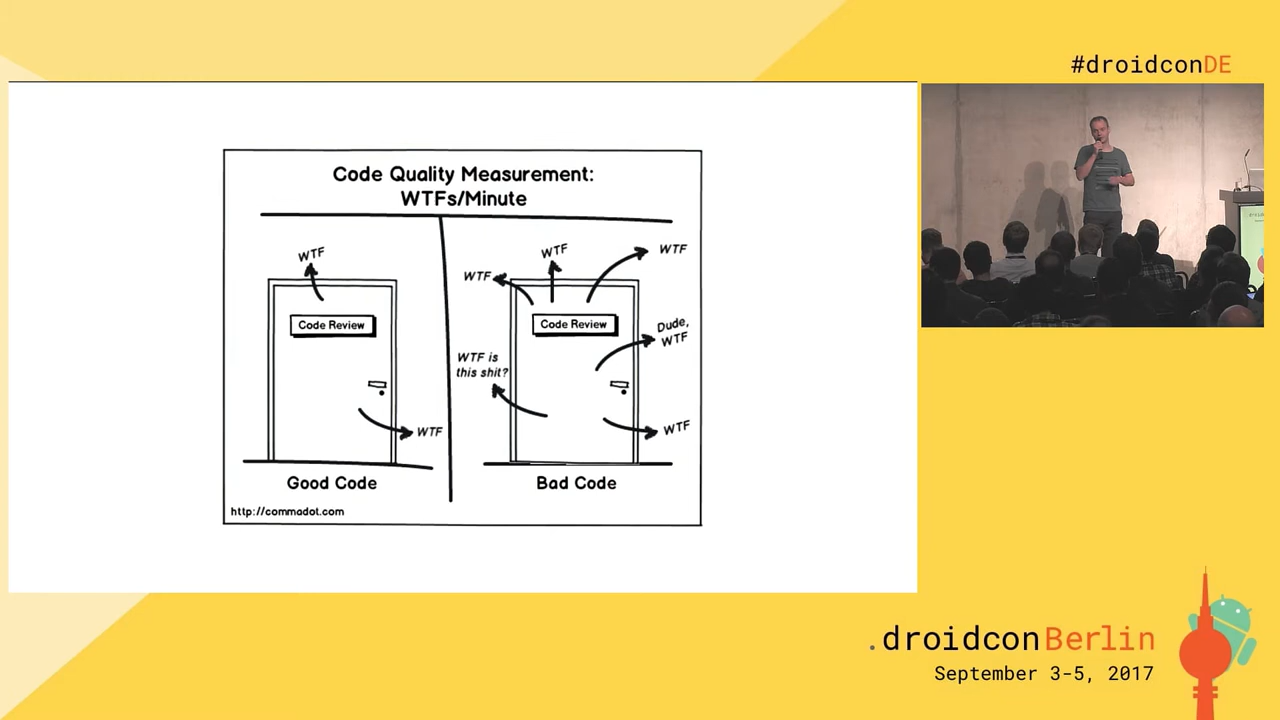 #droidconDE
Code Quality Measurement:
WTFs/Minute
WTF
Code Review
WTF
Good Code
WTF
WTF
WTF
Code Review
Dude,
WTF
WTF is
this shit?
WTF
Bad Code
http://commadot.com
.droidconBerlin
September 3-5, 2017